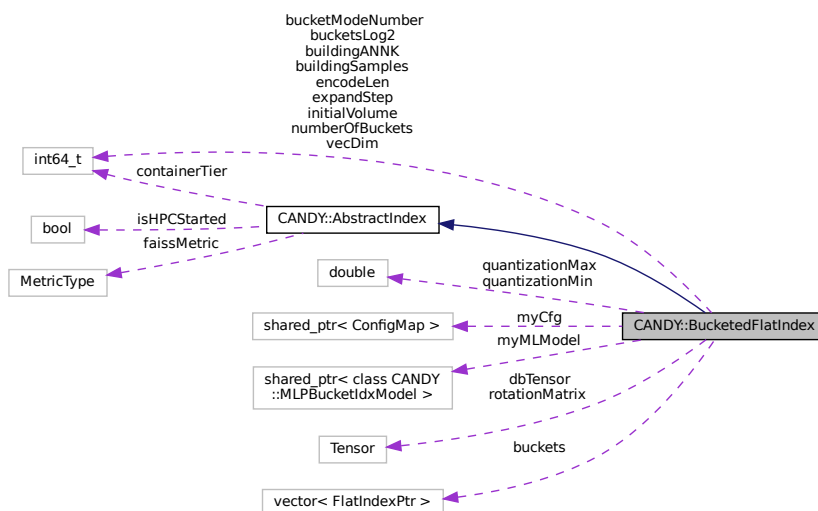 bucketModeNumber
bucketsLog2
buildingANNK
buildingSamples
encodeLen
expandStep
initialVolume
numberOfBuckets
vecDim
int64_t
containerTier
bool
isHPCStarted
CANDY::AbstractIndex
faissMetric
MetricType
double
quantizationMax
quantizationMin
shared_ptr< ConfigMap >
myCfg
CANDY::BucketedFlatIndex
myMLModel
shared_ptr< class CANDY
::MLPBucketIdxModel >
dbTensor
rotationMatrix
Tensor
buckets
vector< FlatIndexPtr >